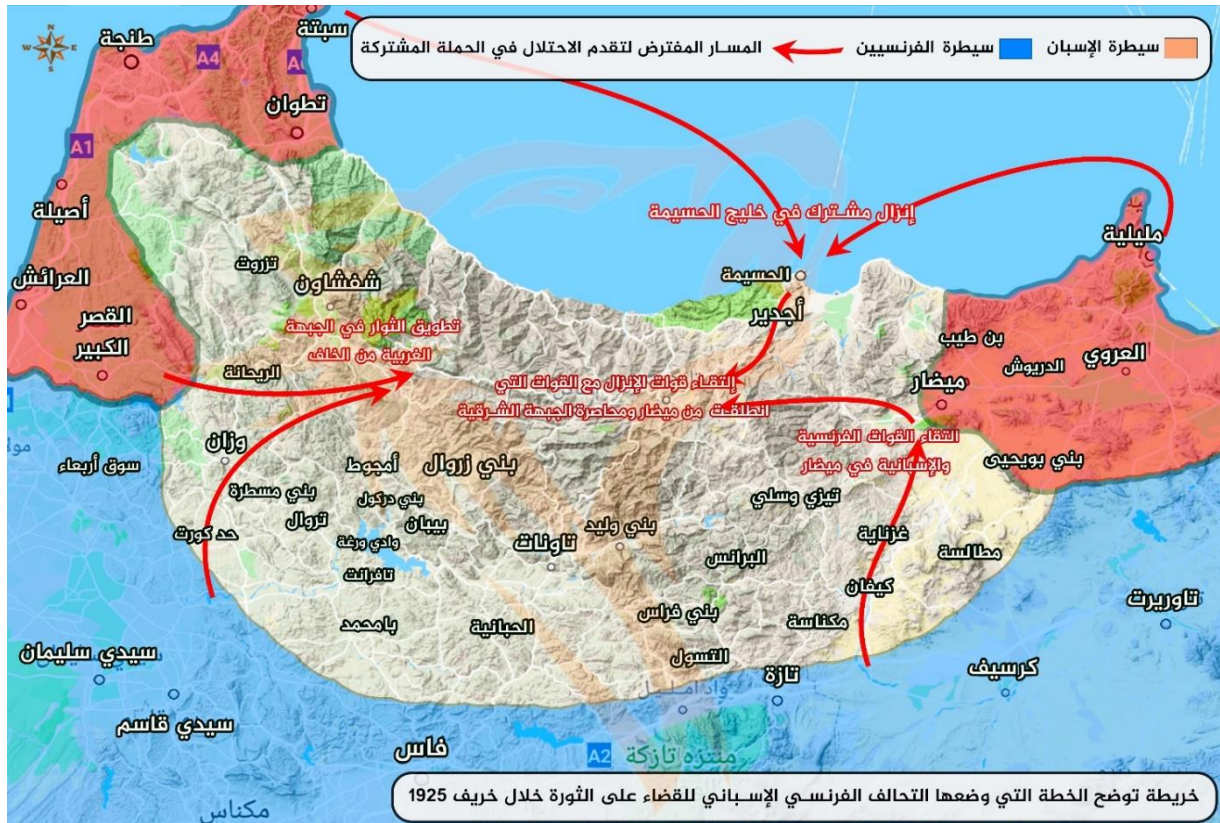 سيطرة الإسبان
سيطرة الفرنسيين
المسار المفترض لتقدم الاحتلال في الحملة المشتركة
N
E
S
W
سبتة
طنجة
A4
تطوان
A1
أصيلة
إنزال مشترك في خليج الحسيمة
مليلية
العرائش
تزروت
شفشاون
الحسيمة
القصر
الكبير
تطويق الثوار في الجبهة
الغربية من الخلف
أجدير
بن طيب
العروي
الدريوش
الريحانة
إلتقاء قوات الإنزال مع القوات التي
انطلقت من ميضار ومحاصرة الجبهة الشرقية
ميضار
التقاء القوات الفرنسية
والإسبانية في ميضار
وزان
سوق أربعاء
أمجوط
بني زروال
بني بويحيى
بني مسطرة
بني دركول
تيزي وسلي
تروال
بيبان
بني وليد
حد كورت
وادي ورغة
تاونات
البرانس
غزناية
مطالسة
تافرانت
كيفان
تاوريرت
بامحمد
الحبانية
بني فراس
مكناسة
سيدي سليمان
التسول
تازة
كرسيف
واد امليل
سيدي قاسم
فاس
A2
منتزه تازكة
مكناس
خريطة توضح الخطة التي وضعها التحالف الفرنسي الإسباني للقضاء على الثورة خلال خريف 1925